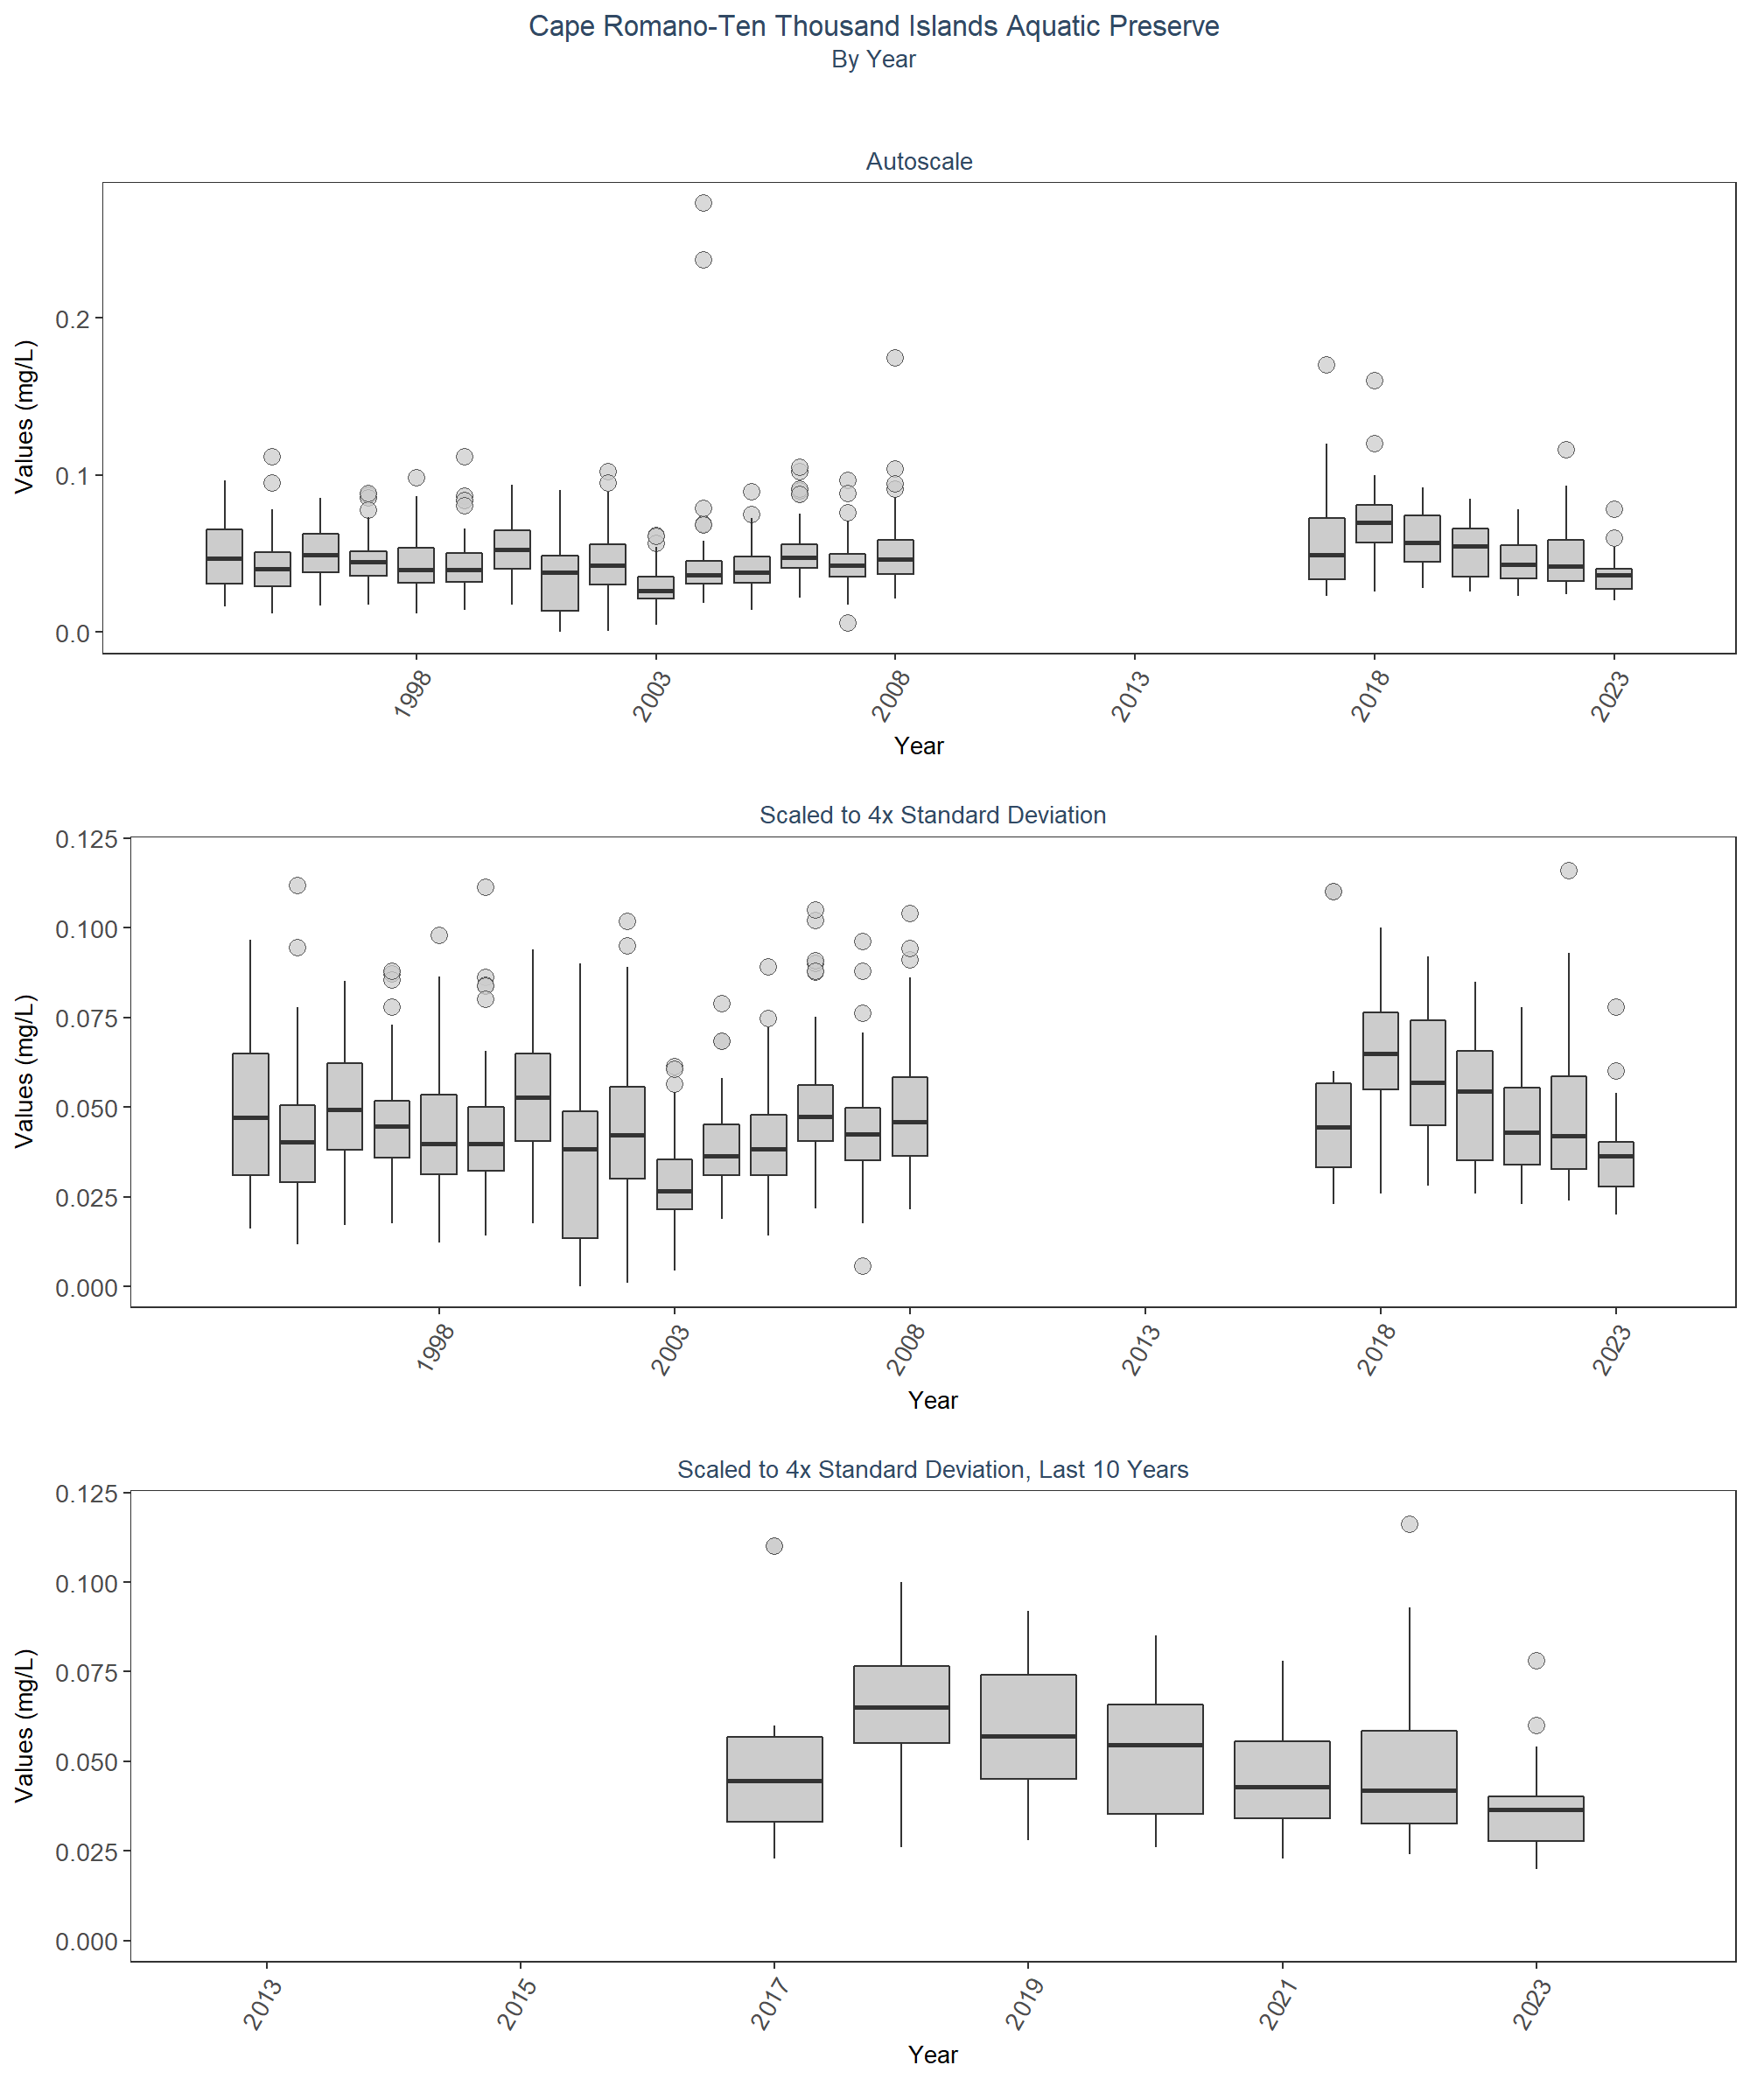 Cape Romano-Ten Thousand Islands Aquatic Preserve
By Year
Autoscale
Values (mg/L)
0.2
0.1
0.0
1998 2003 2008 2013 2018 2023
Year
Scaled to 4x Standard Deviation
Values (mg/L)
0.125
0.100
0.075
0.050
0.025
0.000
1998 2003 2008 2013 2018 2023
Year
Scaled to 4x Standard Deviation, Last 10 Years
Values (mg/L)
0.125
0.100
0.075
0.050
0.025
0.000
2013 2015 2017 2019 2021 2023
Year